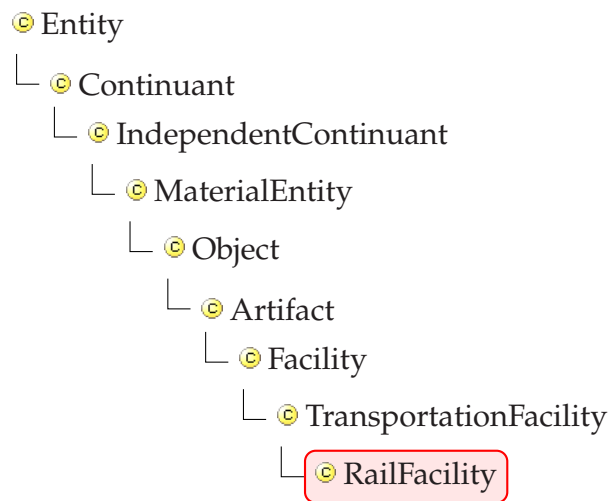 © Entity
© Continuant
© IndependentContinuant
© MaterialEntity
© Object
© Artifact
© Facility
© TransportationFacility
© RailFacility